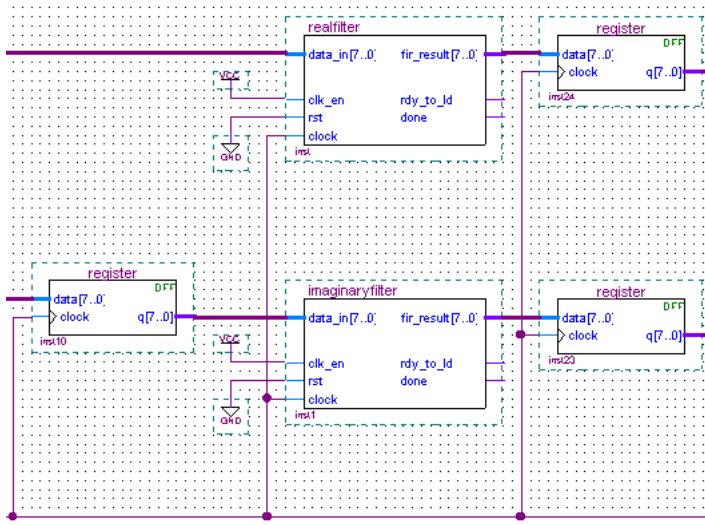 realfilter
data_in[7..0]
fir_result[7..0]
clk_en
rdy_to_ld
rst
done
clock
inst
VCC
GND
register
DFF
data[7..0]
clock
q[7..0]
inst24
register
DFF
data[7..0]
clock
q[7..0]
inst10
imaginaryfilter
data_in[7..0]
fir_result[7..0]
clk_en
rdy_to_ld
rst
done
clock
inst1
VCC
GND
register
DFF
data[7..0]
clock
q[7..0]
inst23